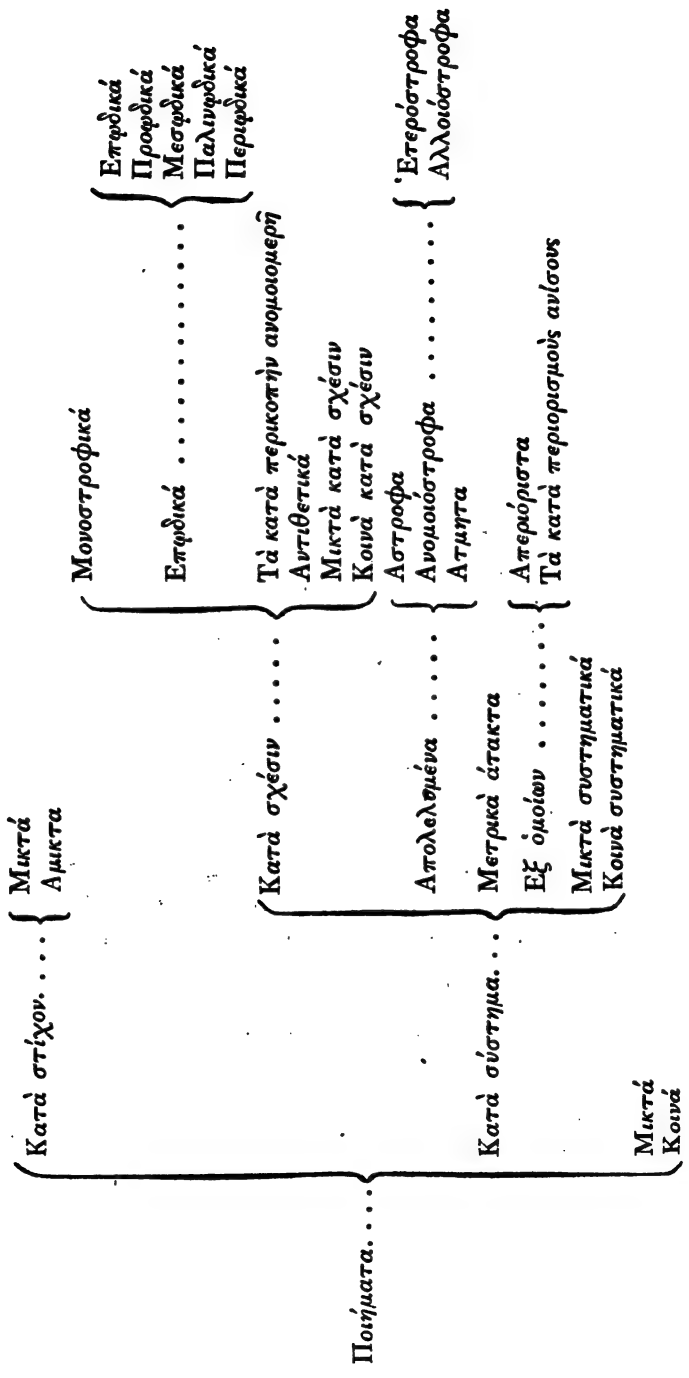 Ποιήματα. . . .
Κατὰ στίχον. . . .
Μικτά
Αμικτα
Κατὰ σύστημα. . .
Κατὰ σχέσιν . . . . .
Μονοστροφικά
Επῳδικά . . . . . . . . . . . . .
Επῳδικά
Προῳδικά
Μεσῳδικά
Παλινῳδικά
Περιῳδικά
Τὰ κατὰ περικοπὴν ανομοιομερῆ
Αντιθετικά
Μικτὰ κατὰ σχέσιν
Κοινὰ κατὰ σχέσιν
Απολελυμένα . . . . . .
Αστροφα
Ανομοιόστροφα . . . . . . . . .
Ἑτερόστροφα
Αλλοιόστροφα
Ατμητα
Μετρικὰ άτακτα
Εξ ὁμοίων . . . . . . . .
Απεριόριστα
Τὰ κατὰ περιορισμοὺς ανίσους
Μικτὰ συστηματικά
Κοινὰ συστηματικά
Μικτά
Κοινά